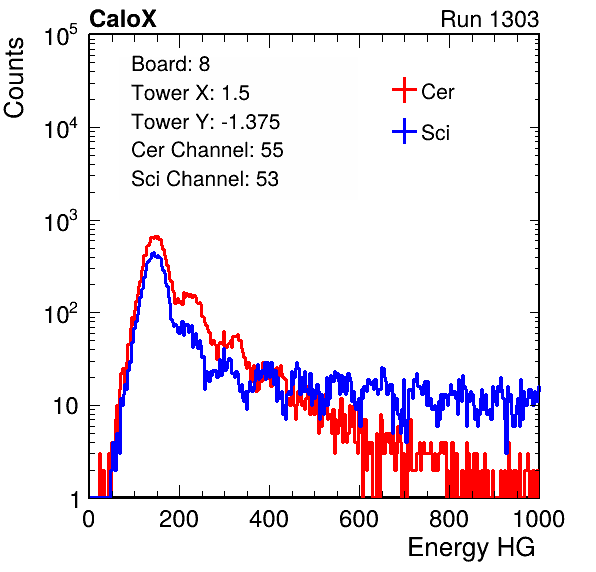 CaloX Run 1303
Counts
Board: 8
Tower X: 1.5
Tower Y: -1.375
Cer Channel: 55
Sci Channel: 53
Cer
Sci
10^5
10^4
10^3
10^2
10
1
0 200 400 600 800 1000
Energy HG